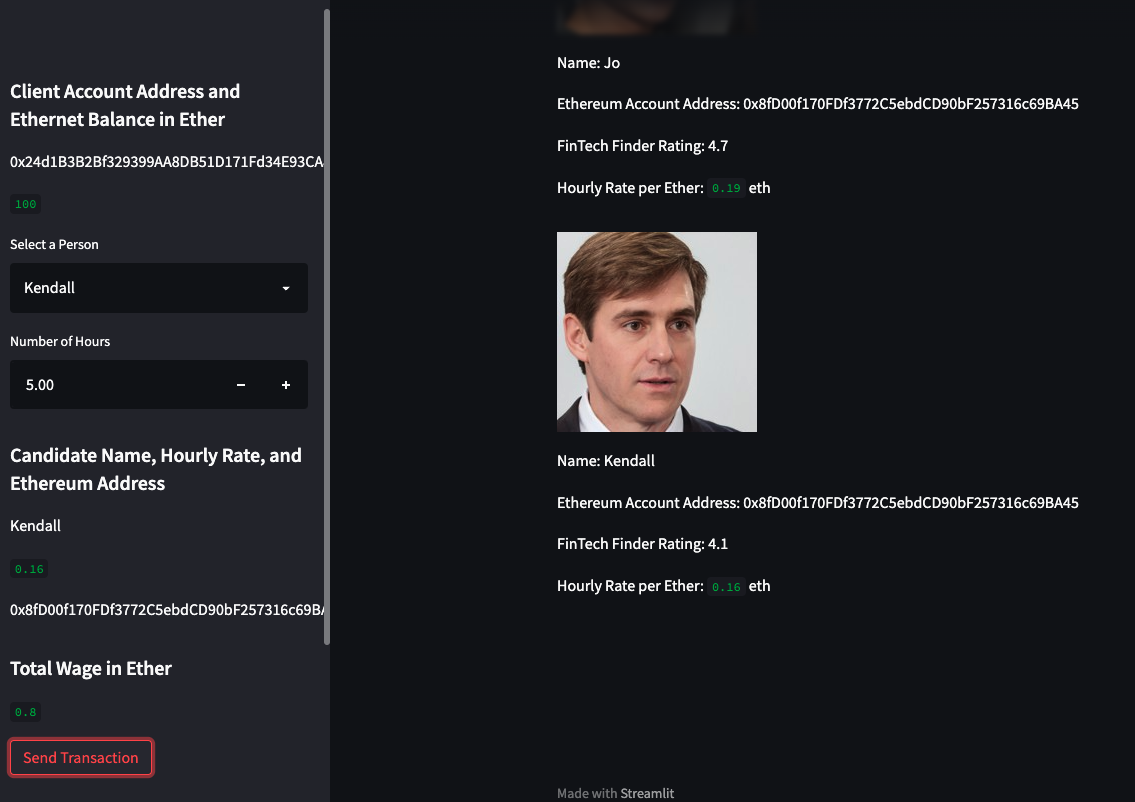 Client Account Address and
Ethernet Balance in Ether
0x24d1B3B2Bf329399AA8DB51D171Fd34E93CA
100
Select a Person
Kendall
Number of Hours
5.00
− +
Candidate Name, Hourly Rate, and
Ethereum Address
Kendall
0.16
0x8fD00f170FDf3772C5ebdCD90bF257316c69BA
Total Wage in Ether
0.8
Send Transaction
Name: Jo
Ethereum Account Address: 0x8fD00f170FDf3772C5ebdCD90bF257316c69BA45
FinTech Finder Rating: 4.7
Hourly Rate per Ether: 0.19 eth
Name: Kendall
Ethereum Account Address: 0x8fD00f170FDf3772C5ebdCD90bF257316c69BA45
FinTech Finder Rating: 4.1
Hourly Rate per Ether: 0.16 eth
Made with Streamlit